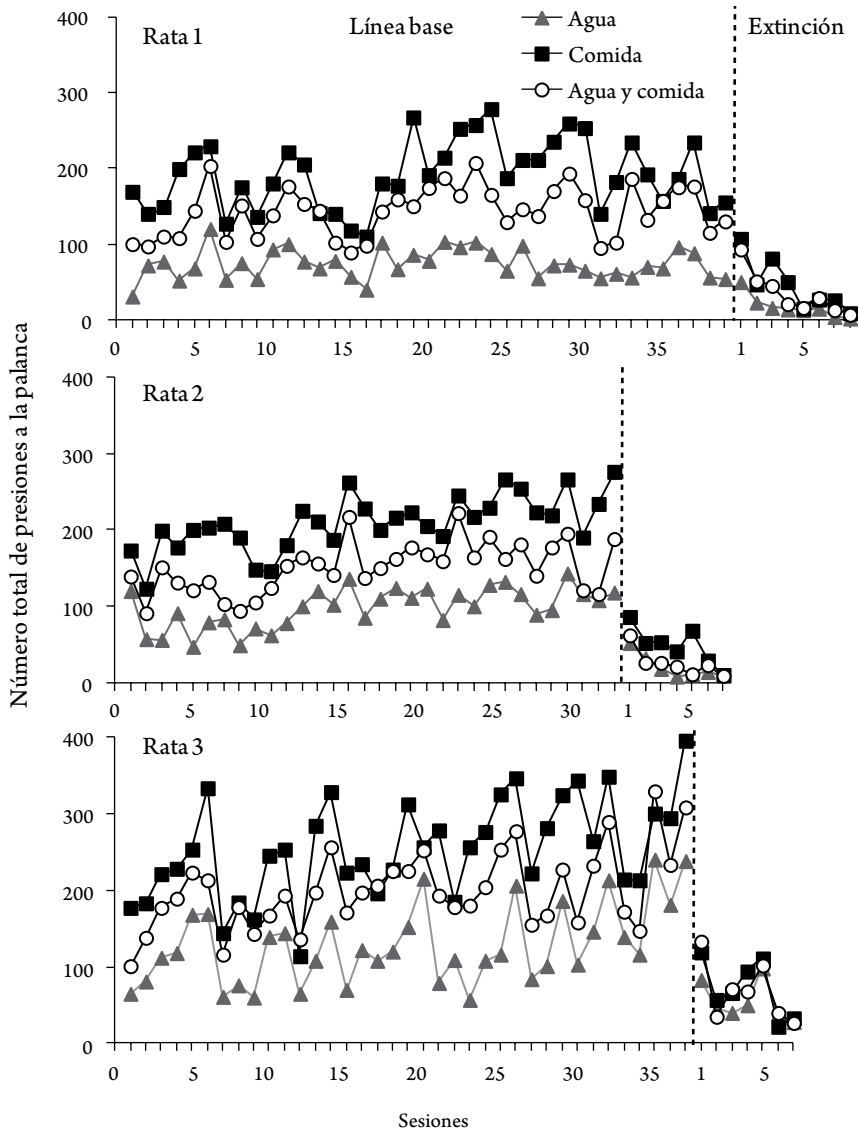 Número total de presiones a la palanca
Rata 1
Línea base
Extinción
Agua
Comida
Agua y comida
400
300
200
100
0
0 5 10 15 20 25 30 35 1 5
Rata 2
400
300
200
100
0
0 5 10 15 20 25 30 1 5
Rata 3
400
300
200
100
0
0 5 10 15 20 25 30 35 1 5
Sesiones